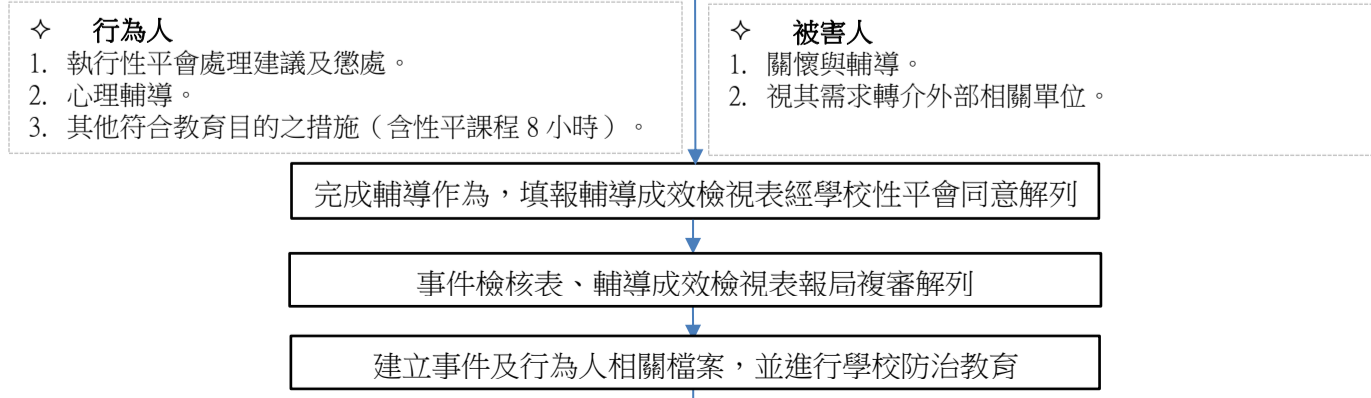 ✧ 行為人
1. 執行性平會處理建議及懲處。
2. 心理輔導。
3. 其他符合教育目的之措施（含性平課程 8 小時）。
✧ 被害人
1. 關懷與輔導。
2. 視其需求轉介外部相關單位。
完成輔導作為，填報輔導成效檢視表經學校性平會同意解列
事件檢核表、輔導成效檢視表報局複審解列
建立事件及行為人相關檔案，並進行學校防治教育